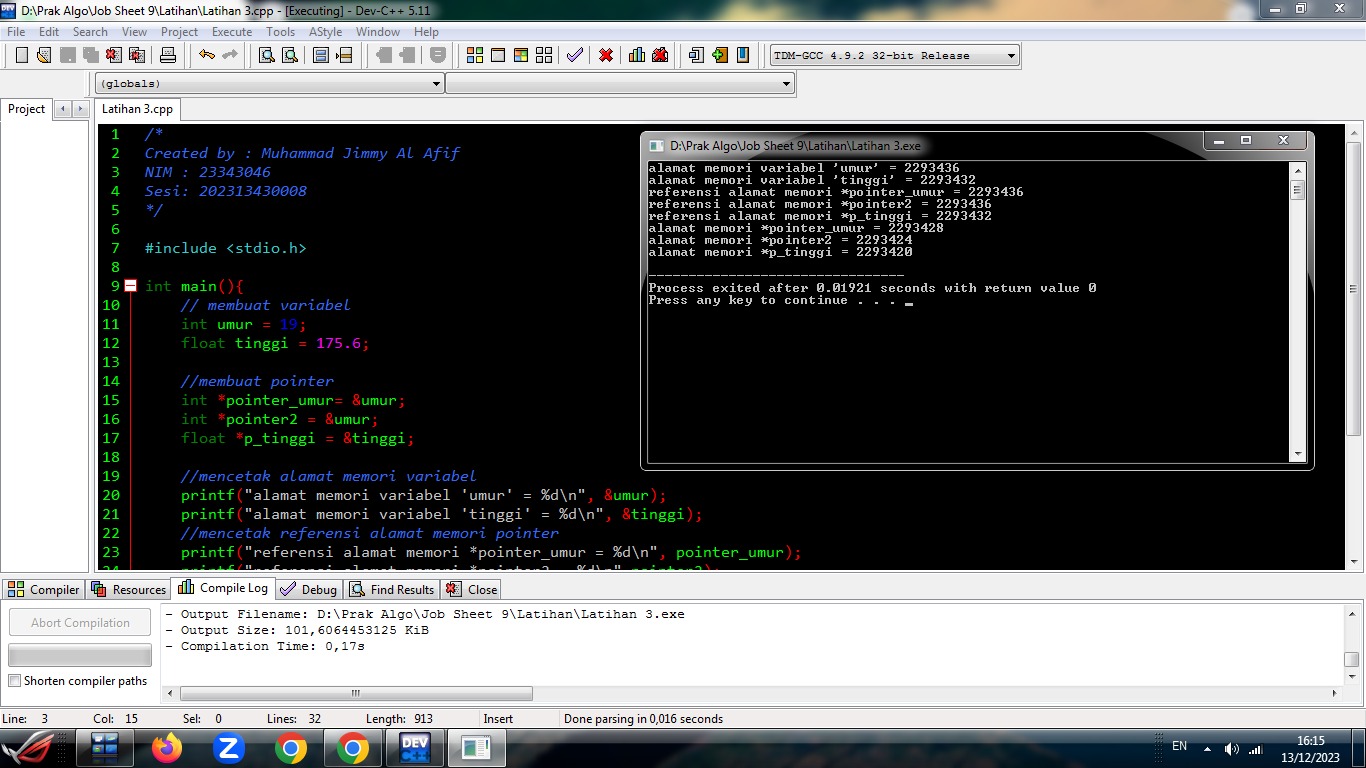 D:\Prak Algo\Job Sheet 9\Latihan\Latihan 3.cpp - [Executing] - Dev-C++ 5.11
File Edit Search View Project Execute Tools AStyle Window Help
TDM-GCC 4.9.2 32-bit Release
(globals)
Project
Latihan 3.cpp
1 /*
2 Created by : Muhammad Jimmy Al Afif
3 NIM : 23343046
4 Sesi: 202313430008
5 */
6
7 #include <stdio.h>
8
9 int main(){
10 // membuat variabel
11 int umur = 19;
12 float tinggi = 175.6;
13
14 //membuat pointer
15 int *pointer_umur= &umur;
16 int *pointer2 = &umur;
17 float *p_tinggi = &tinggi;
18
19 //mencetak alamat memori variabel
20 printf("alamat memori variabel 'umur' = %d\n", &umur);
21 printf("alamat memori variabel 'tinggi' = %d\n", &tinggi);
22 //mencetak referensi alamat memori pointer
23 printf("referensi alamat memori *pointer_umur = %d\n", pointer_umur);
24 printf("referensi alamat memori *pointer2 = %d\n",pointer2);
D:\Prak Algo\Job Sheet 9\Latihan\Latihan 3.exe
alamat memori variabel 'umur' = 2293436
alamat memori variabel 'tinggi' = 2293432
referensi alamat memori *pointer_umur = 2293436
referensi alamat memori *pointer2 = 2293436
referensi alamat memori *p_tinggi = 2293432
alamat memori *pointer_umur = 2293428
alamat memori *pointer2 = 2293424
alamat memori *p_tinggi = 2293420
--------------------------------
Process exited after 0.01921 seconds with return value 0
Press any key to continue . . . _
Compiler Resources Compile Log Debug Find Results Close
Abort Compilation
Shorten compiler paths
- Output Filename: D:\Prak Algo\Job Sheet 9\Latihan\Latihan 3.exe
- Output Size: 101,6064453125 KiB
- Compilation Time: 0,17s
Line: 3 Col: 15 Sel: 0 Lines: 32 Length: 913 Insert Done parsing in 0,016 seconds
DEV C++
EN
16:15
13/12/2023